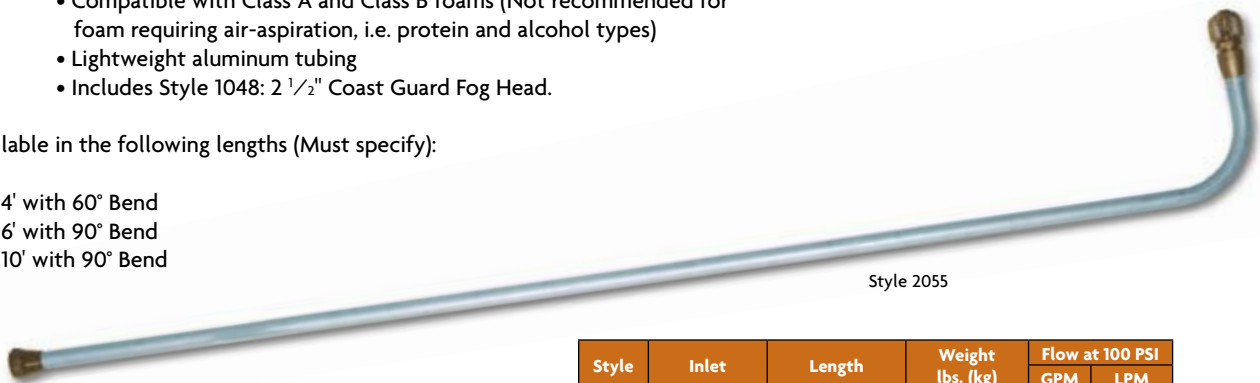 • Compatible with Class A and Class B foams (Not recommended for
foam requiring air-aspiration, i.e. protein and alcohol types)
• Lightweight aluminum tubing
• Includes Style 1048: 2 1/2" Coast Guard Fog Head.
lable in the following lengths (Must specify):
4' with 60° Bend
6' with 90° Bend
10' with 90° Bend
Style 2055
Style Inlet Length Weight lbs. (kg) Flow at 100 PSI
GPM LPM